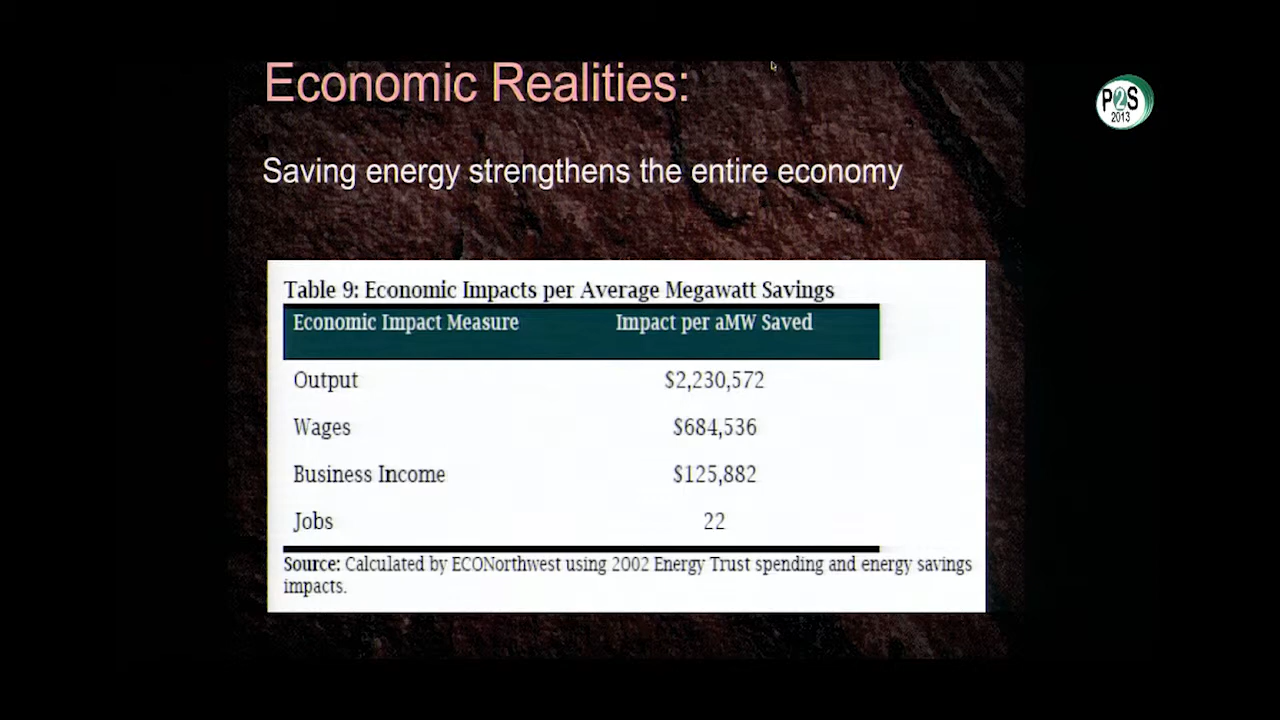 Economic Realities:
P2S
2013
Saving energy strengthens the entire economy
Table 9: Economic Impacts per Average Megawatt Savings
Economic Impact Measure Impact per aMW Saved
Output $2,230,572
Wages $684,536
Business Income $125,882
Jobs 22
Source: Calculated by ECONorthwest using 2002 Energy Trust spending and energy savings
impacts.